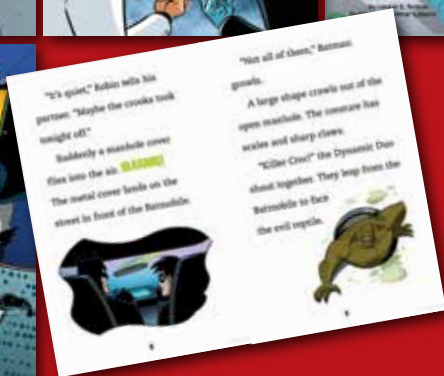 "It's quiet," Robin tells his
partner. "Maybe the crooks took
tonight off."
Suddenly a manhole cover
flies into the air.
The metal cover lands on the
street in front of the Batmobile.
"Not all of them," Batman
growls.
A large shape crawls out of the
open manhole. The creature has
scales and sharp claws.
"Killer Croc!" the Dynamic Duo
shout together. They leap from the
Batmobile to face
the evil reptile.